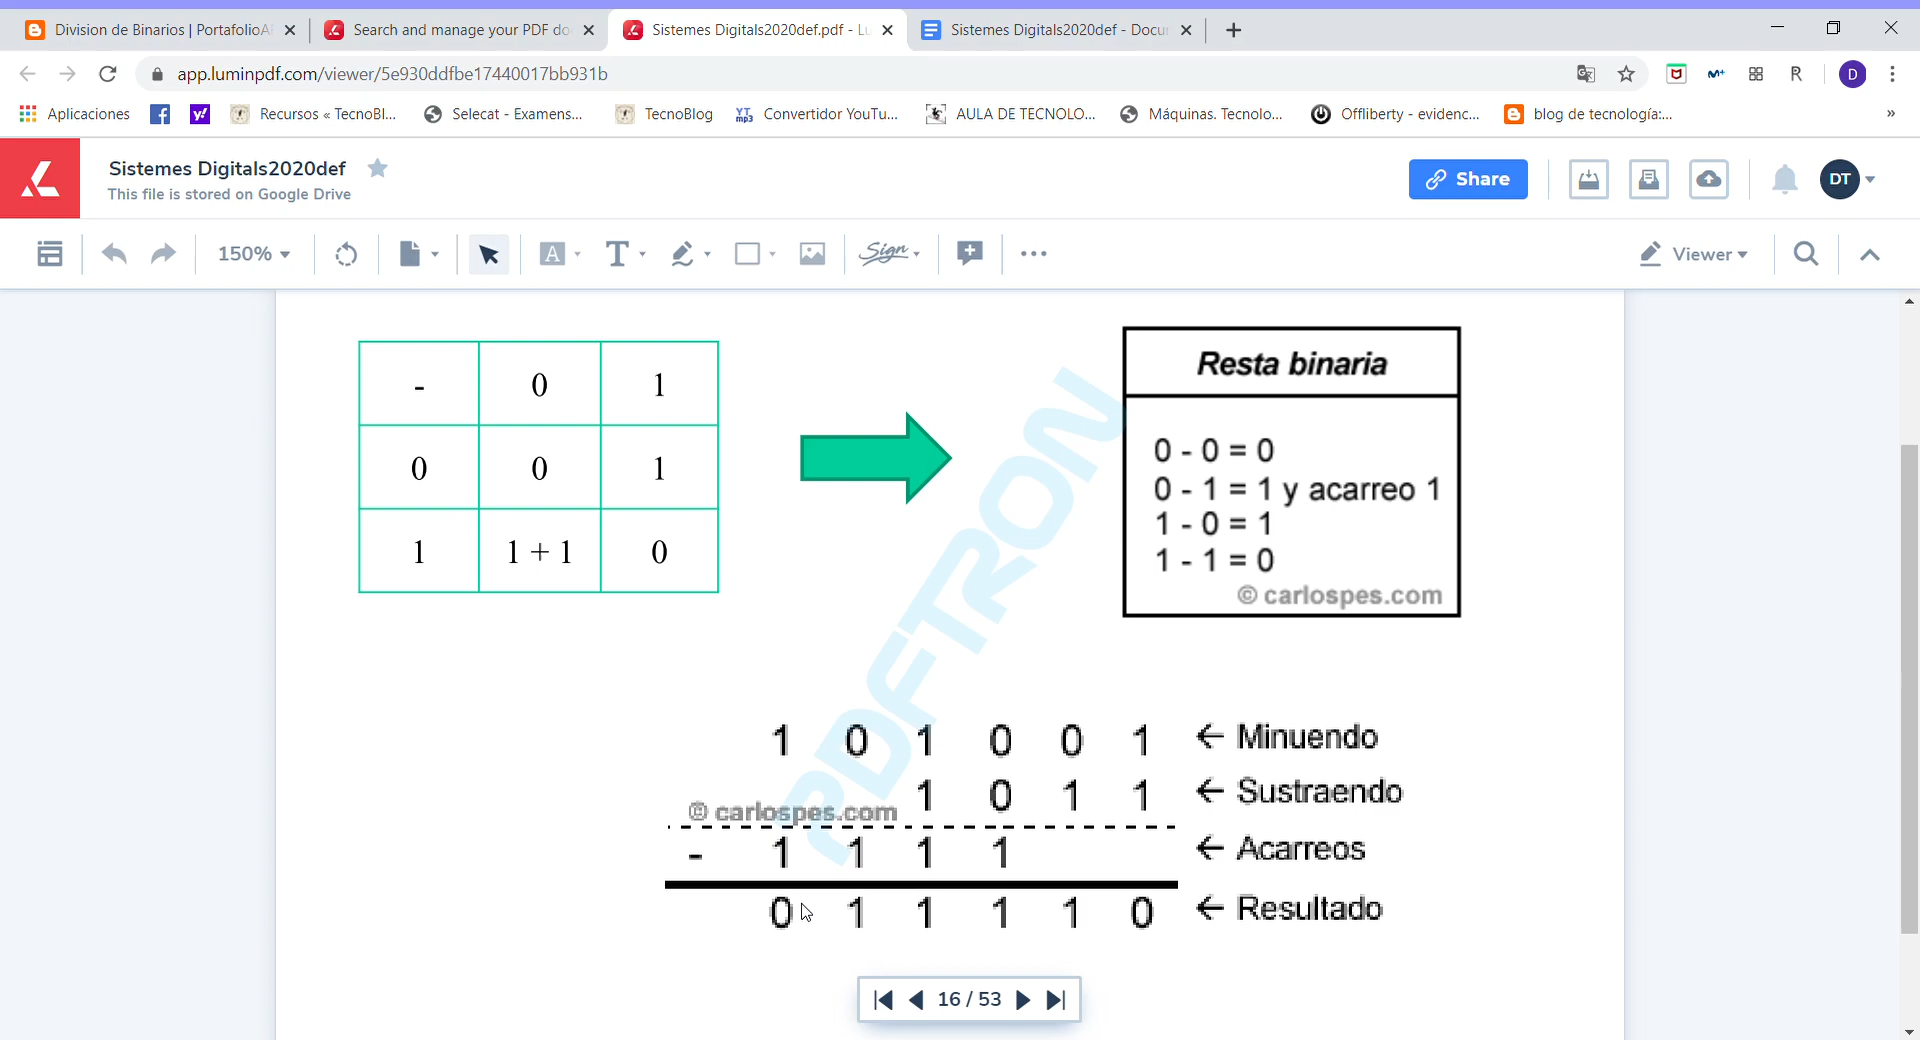 Division de Binarios | PortafolioAF
Search and manage your PDF do
Sistemes Digitals2020def.pdf - Lu
Sistemes Digitals2020def - Docur
app.luminpdf.com/viewer/5e930ddfbe17440017bb931b
D
Aplicaciones
Recursos « TecnoBl...
Selecat - Examens...
TecnoBlog
YT mp3
Convertidor YouTu...
AULA DE TECNOLO...
Máquinas. Tecnolo...
Offliberty - evidenc...
blog de tecnología:...
»
Sistemes Digitals2020def
This file is stored on Google Drive
Share
DT
150%
A
T
Sign
Viewer
- 0 1
0 0 1
1 1 + 1 0
Resta binaria
0 - 0 = 0
0 - 1 = 1 y acarreo 1
1 - 0 = 1
1 - 1 = 0
© carlospes.com
PDFTRON
1 0 1 0 0 1 ← Minuendo
1 0 1 1 ← Sustraendo
© carlospes.com
- 1 1 1 1 ← Acarreos
0 1 1 1 1 0 ← Resultado
16 / 53